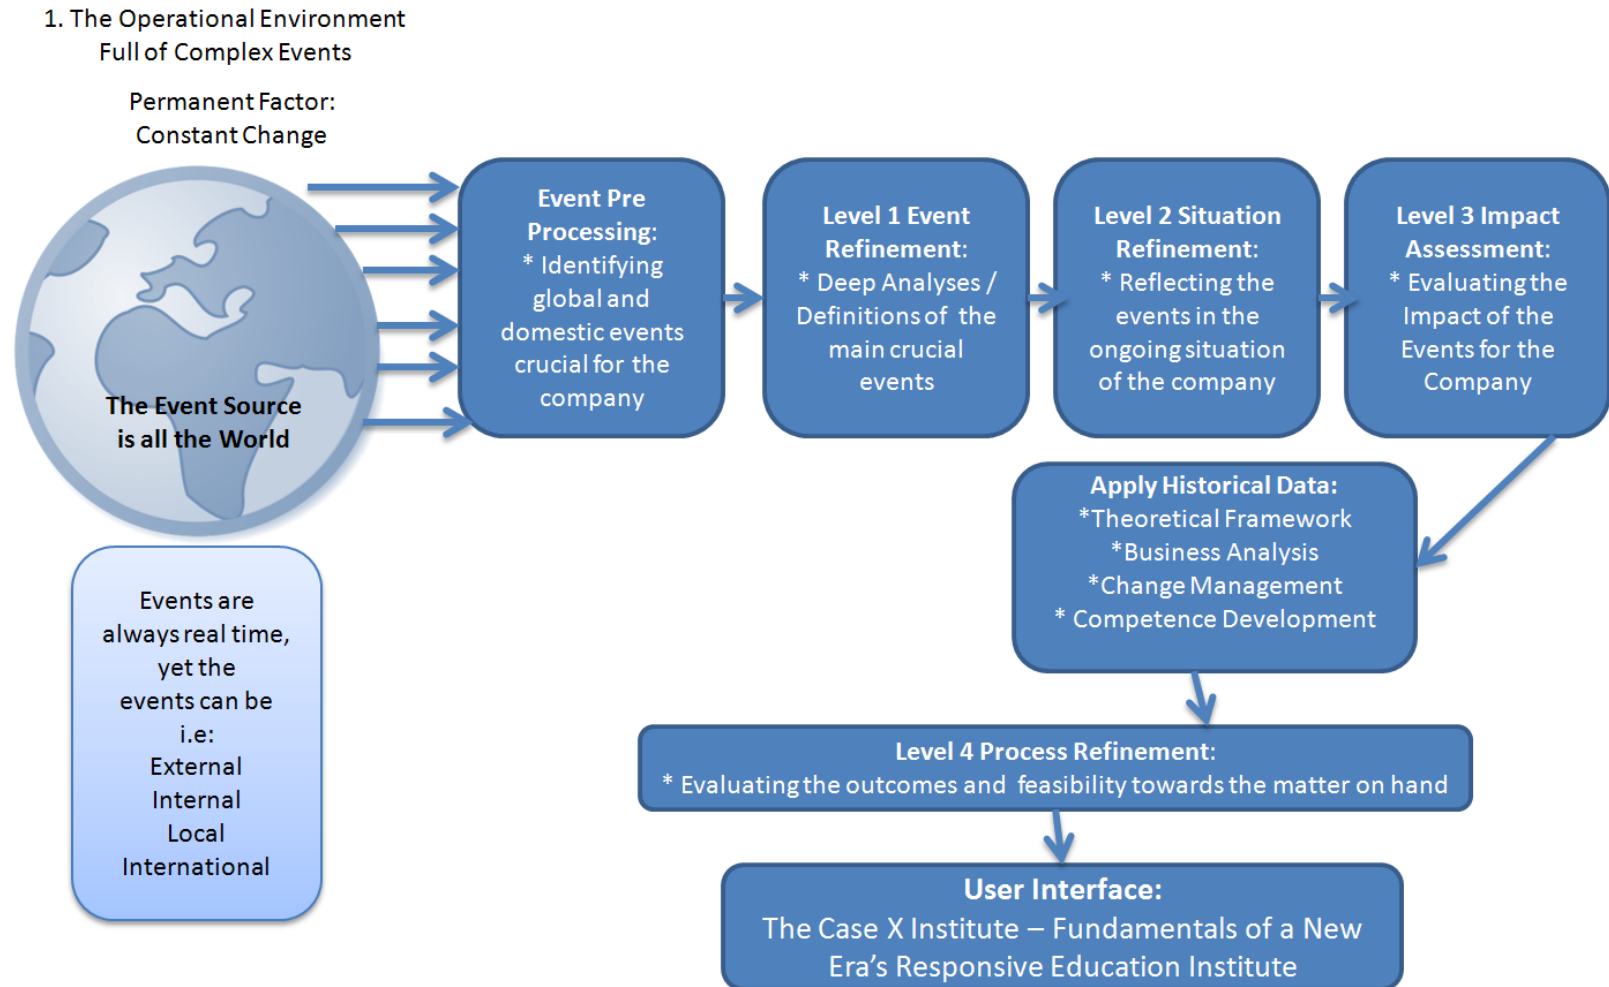 1. The Operational Environment
Full of Complex Events
Permanent Factor:
Constant Change
The Event Source
is all the World
Events are
always real time,
yet the
events can be
i.e:
External
Internal
Local
International
Event Pre
Processing:
* Identifying
global and
domestic events
crucial for the
company
Level 1 Event
Refinement:
* Deep Analyses /
Definitions of the
main crucial
events
Level 2 Situation
Refinement:
* Reflecting the
events in the
ongoing situation
of the company
Level 3 Impact
Assessment:
* Evaluating the
Impact of the
Events for the
Company
Apply Historical Data:
*Theoretical Framework
*Business Analysis
*Change Management
* Competence Development
Level 4 Process Refinement:
* Evaluating the outcomes and feasibility towards the matter on hand
User Interface:
The Case X Institute – Fundamentals of a New
Era’s Responsive Education Institute